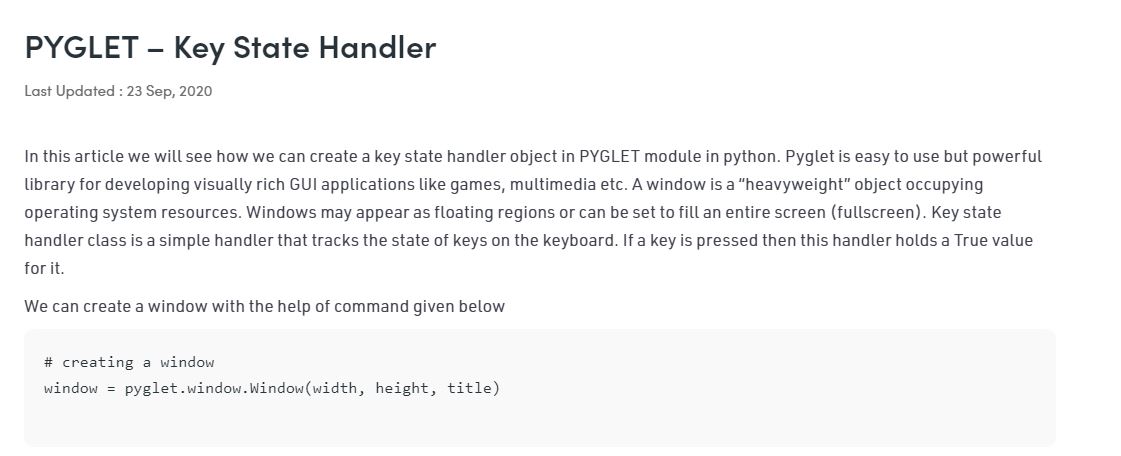 PYGLET – Key State Handler
Last Updated : 23 Sep, 2020
In this article we will see how we can create a key state handler object in PYGLET module in python. Pyglet is easy to use but powerful
library for developing visually rich GUI applications like games, multimedia etc. A window is a “heavyweight” object occupying
operating system resources. Windows may appear as floating regions or can be set to fill an entire screen (fullscreen). Key state
handler class is a simple handler that tracks the state of keys on the keyboard. If a key is pressed then this handler holds a True value
for it.
We can create a window with the help of command given below
# creating a window
window = pyglet.window.Window(width, height, title)